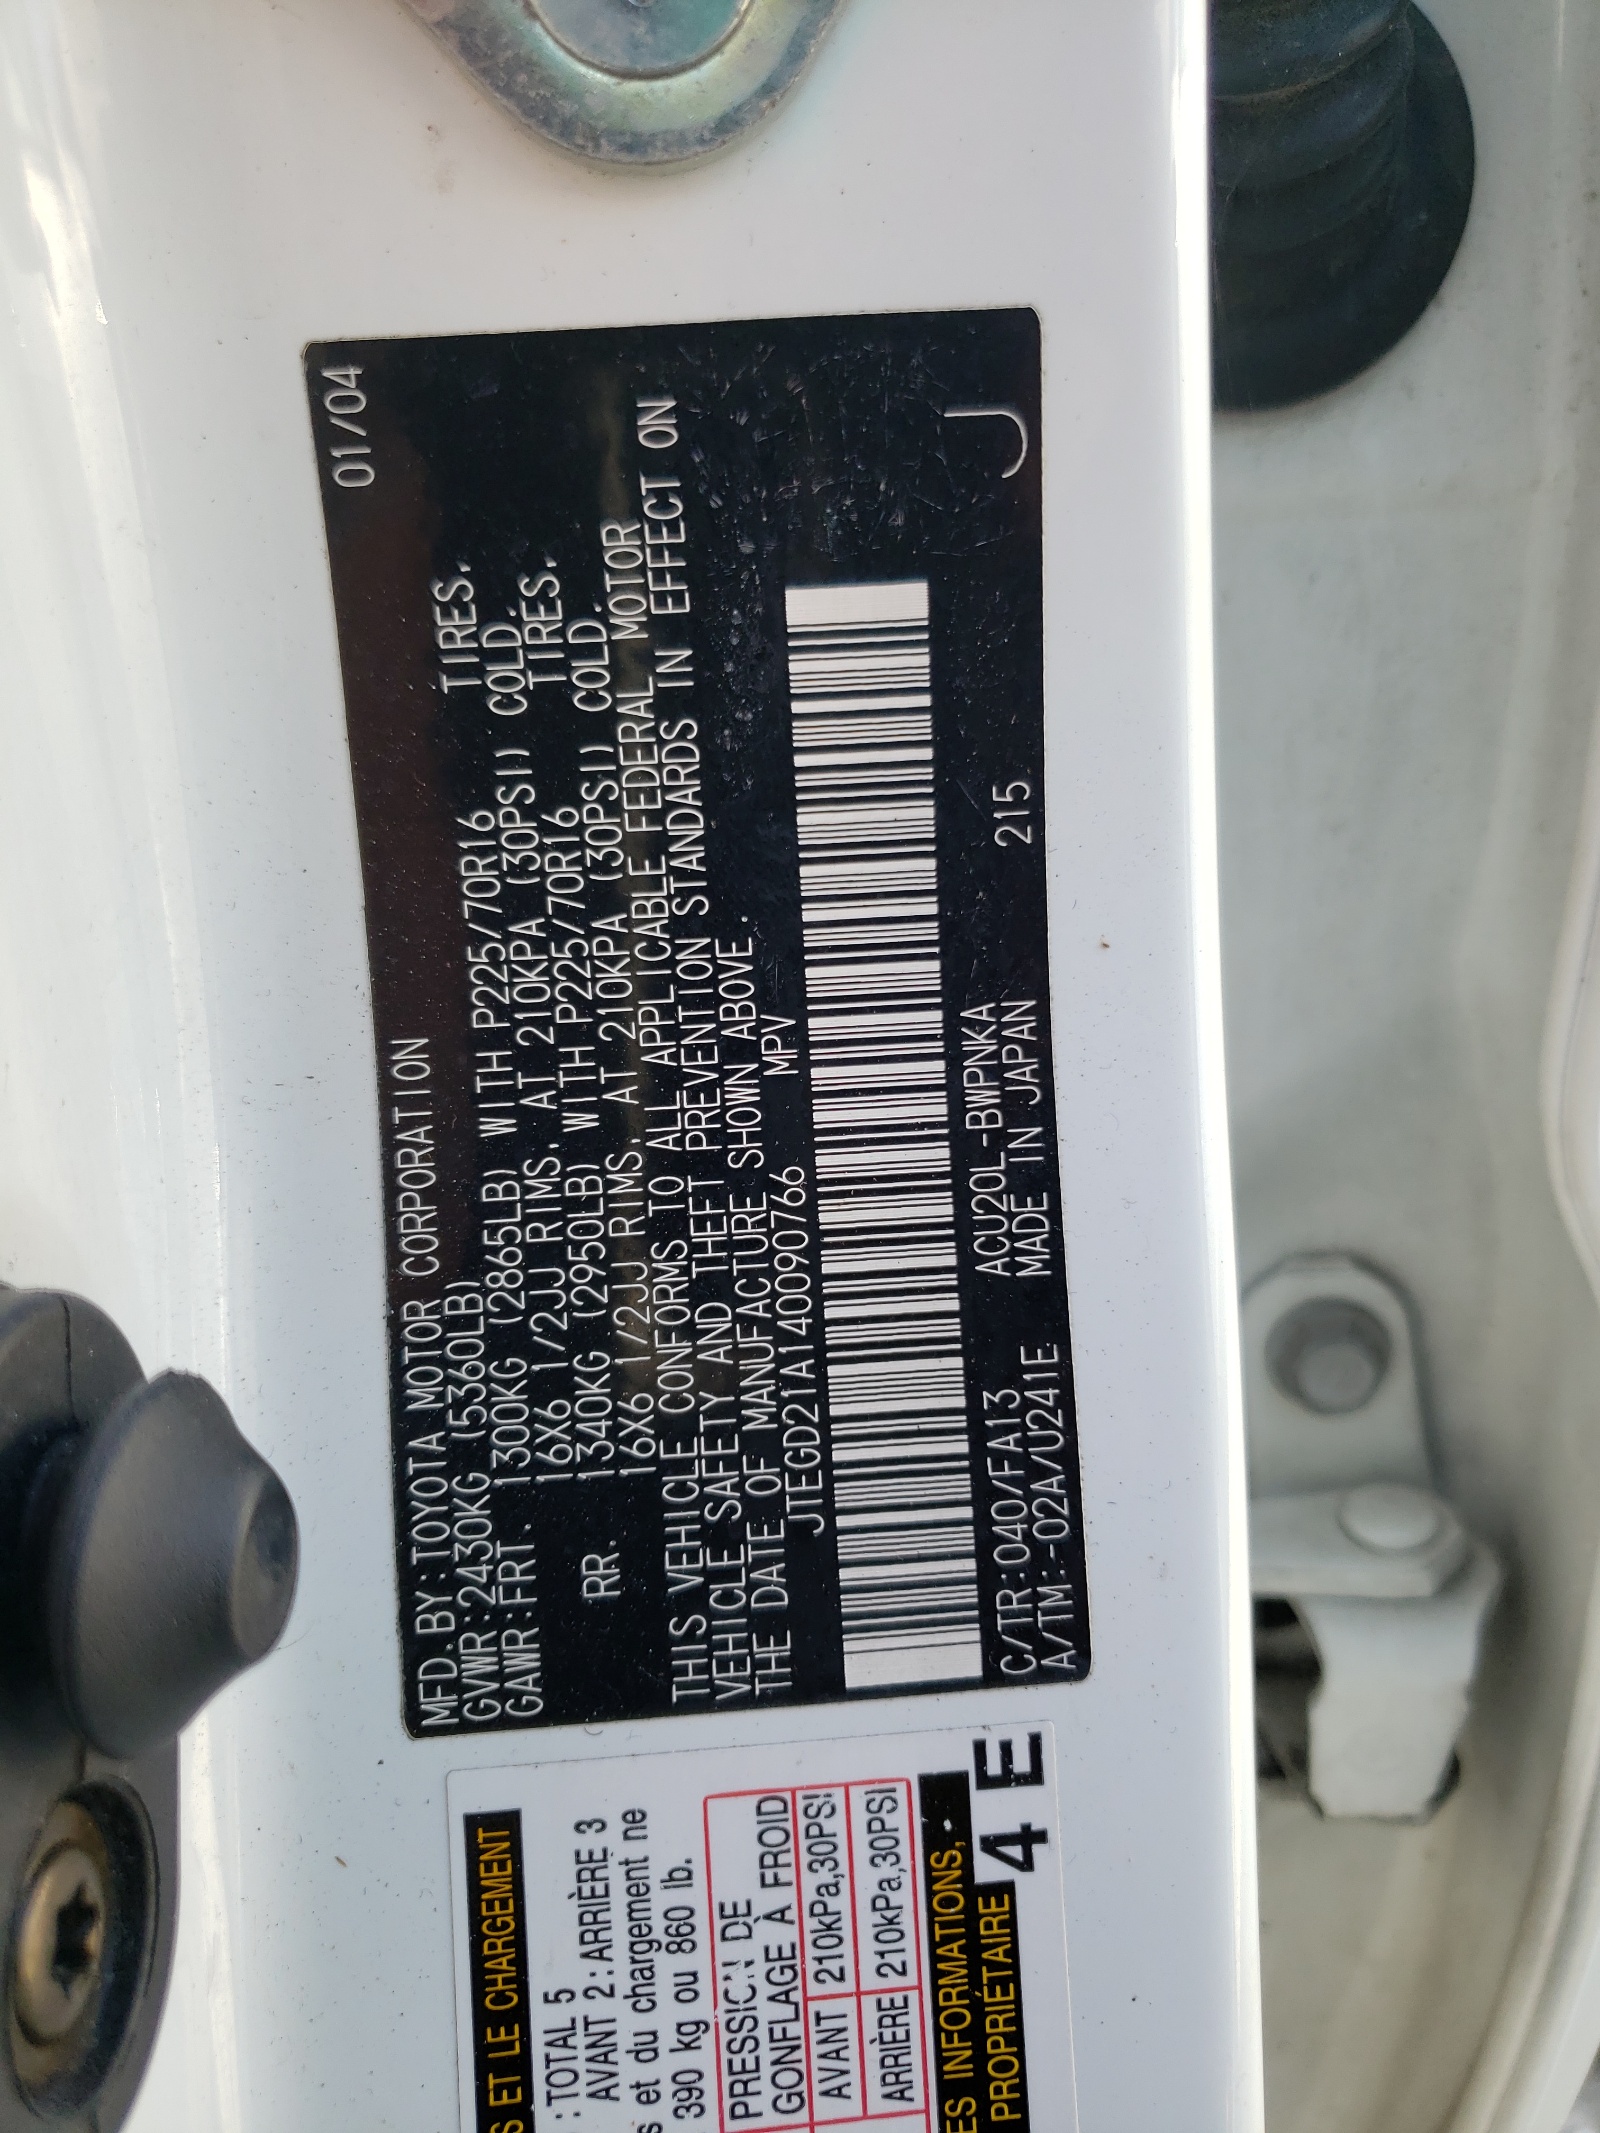 MFD.BY:TOYOTA MOTOR CORPORATION 01/04
GVWR:2430KG (5360LB)
GAWR:FRT. 1300KG (2865LB) WITH P225/70R16 TIRES,
16X6 1/2JJ RIMS, AT 210KPA (30PSI) COLD.
RR. 1340KG (2950LB) WITH P225/70R16 TIRES,
16X6 1/2JJ RIMS, AT 210KPA (30PSI) COLD.
THIS VEHICLE CONFORMS TO ALL APPLICABLE FEDERAL MOTOR
VEHICLE SAFETY AND THEFT PREVENTION STANDARDS IN EFFECT ON
THE DATE OF MANUFACTURE SHOWN ABOVE.
JTEGD21A140090766 MPV
C/TR:040/FA13 ACU20L-BWPNKA 215
A/TM:-02A/U241E MADE IN JAPAN J
S ET LE CHARGEMENT
:TOTAL 5
AVANT 2:ARRIÈRE 3
s et du chargement ne
390 kg ou 860 lb.
PRESSION DE
GONFLAGE À FROID
AVANT 210kPa,30PSI
ARRIÈRE 210kPa,30PSI
ES INFORMATIONS,
PROPRIÉTAIRE 4E